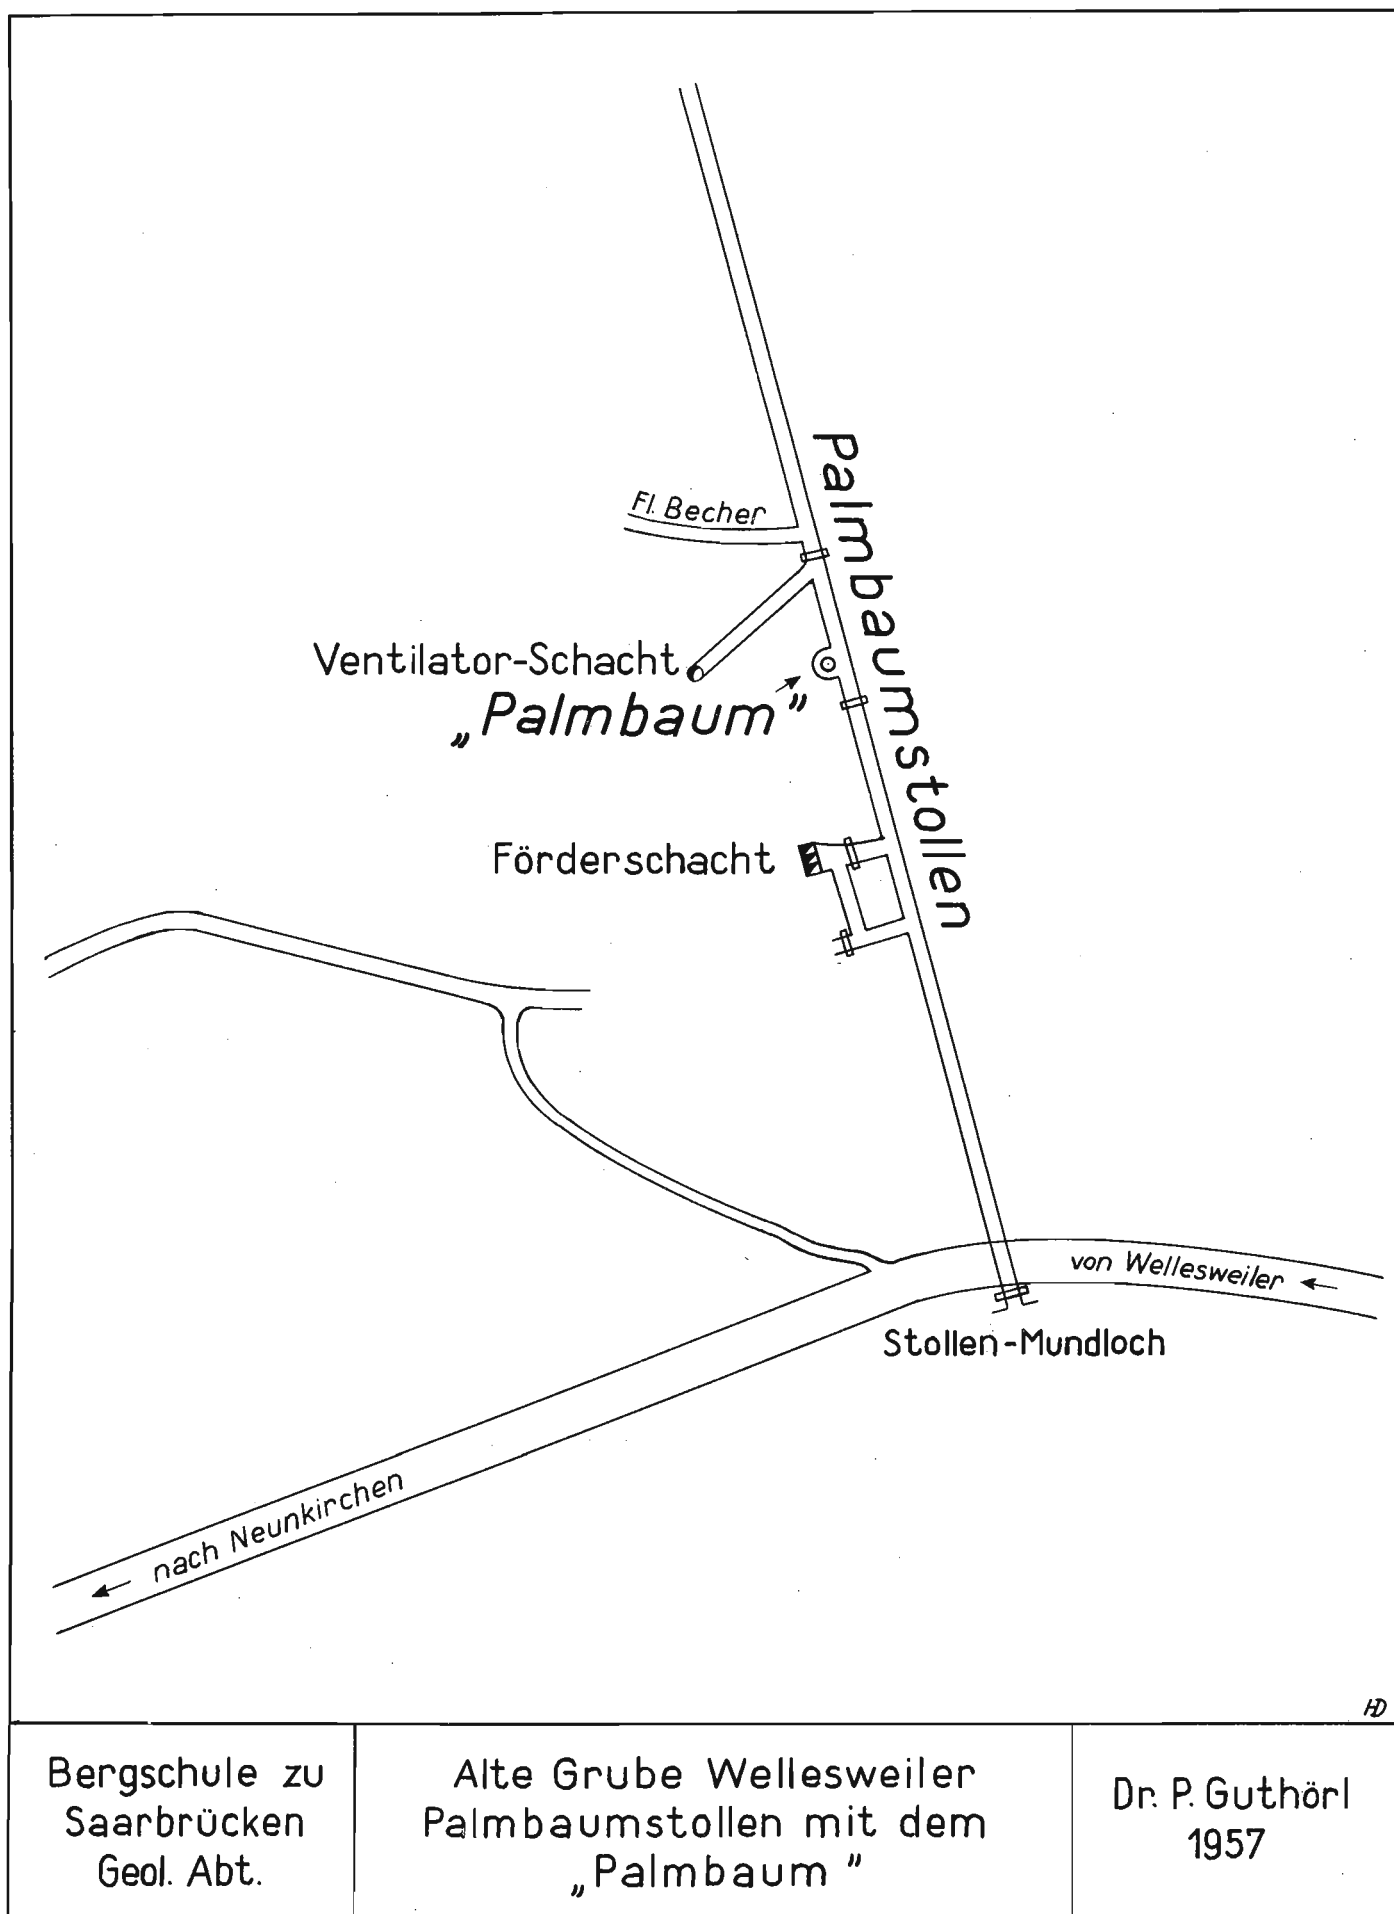 Palmbaumstollen
Fl. Becher
Ventilator-Schacht
„Palmbaum”
Förderschacht
von Wellesweiler
Stollen-Mundloch
nach Neunkirchen
HD
Bergschule zu
Saarbrücken
Geol. Abt.
Alte Grube Wellesweiler
Palmbaumstollen mit dem
„Palmbaum”
Dr. P. Guthörl
1957